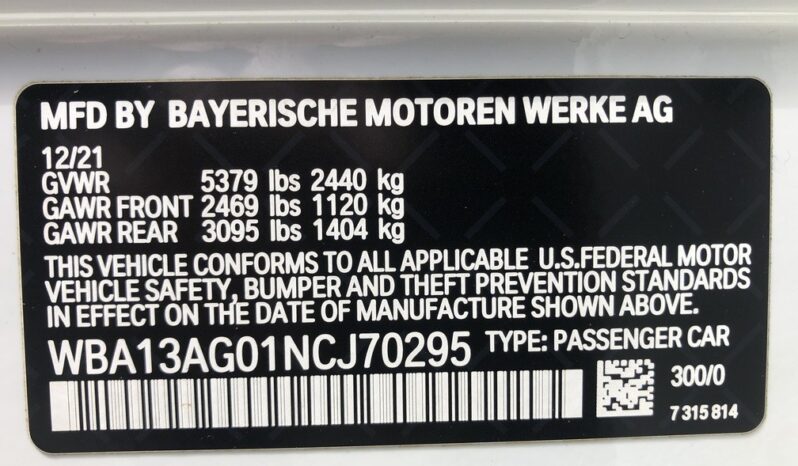 MFD BY BAYERISCHE MOTOREN WERKE AG
12/21
GVWR 5379 lbs 2440 kg
GAWR FRONT 2469 lbs 1120 kg
GAWR REAR 3095 lbs 1404 kg
THIS VEHICLE CONFORMS TO ALL APPLICABLE U.S.FEDERAL MOTOR
VEHICLE SAFETY, BUMPER AND THEFT PREVENTION STANDARDS
IN EFFECT ON THE DATE OF MANUFACTURE SHOWN ABOVE.
WBA13AG01NCJ70295 TYPE: PASSENGER CAR
300/0
7 315 814